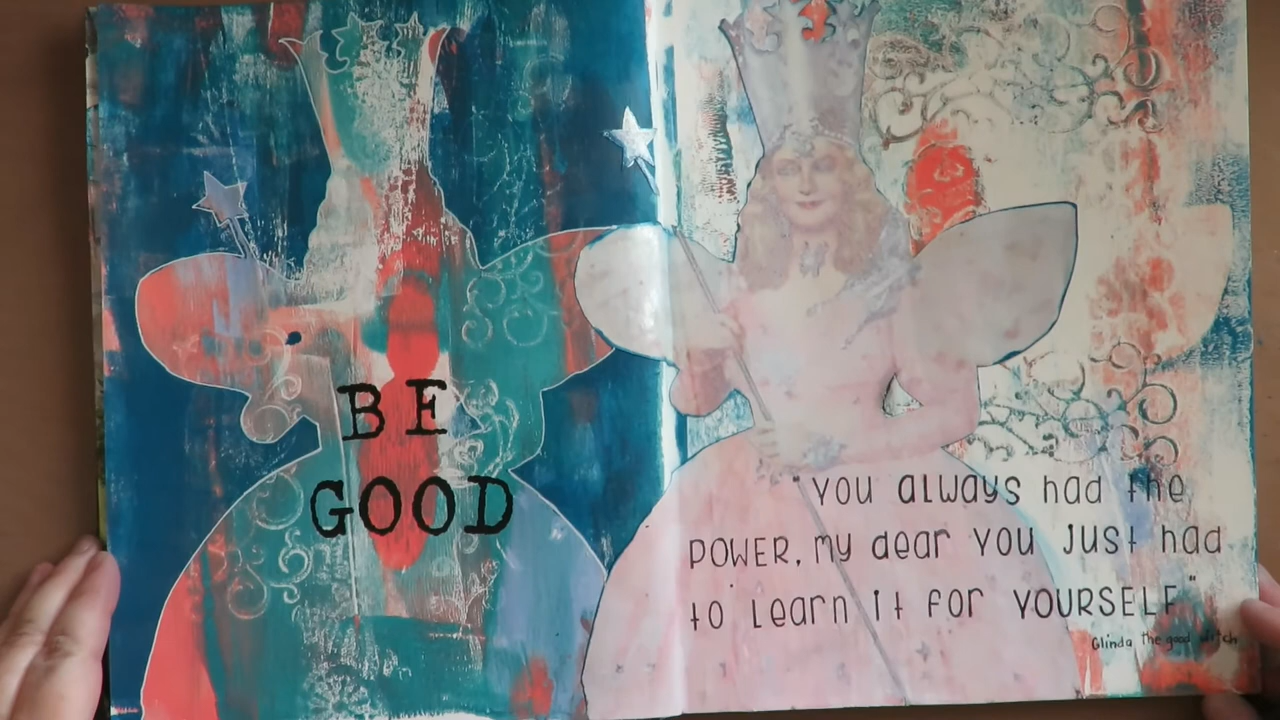 BE
GOOD
"YOU ALWAYS had the
POWER, my dear YOU Just had
to Learn It FOR YOURSELF"
Glinda the good witch